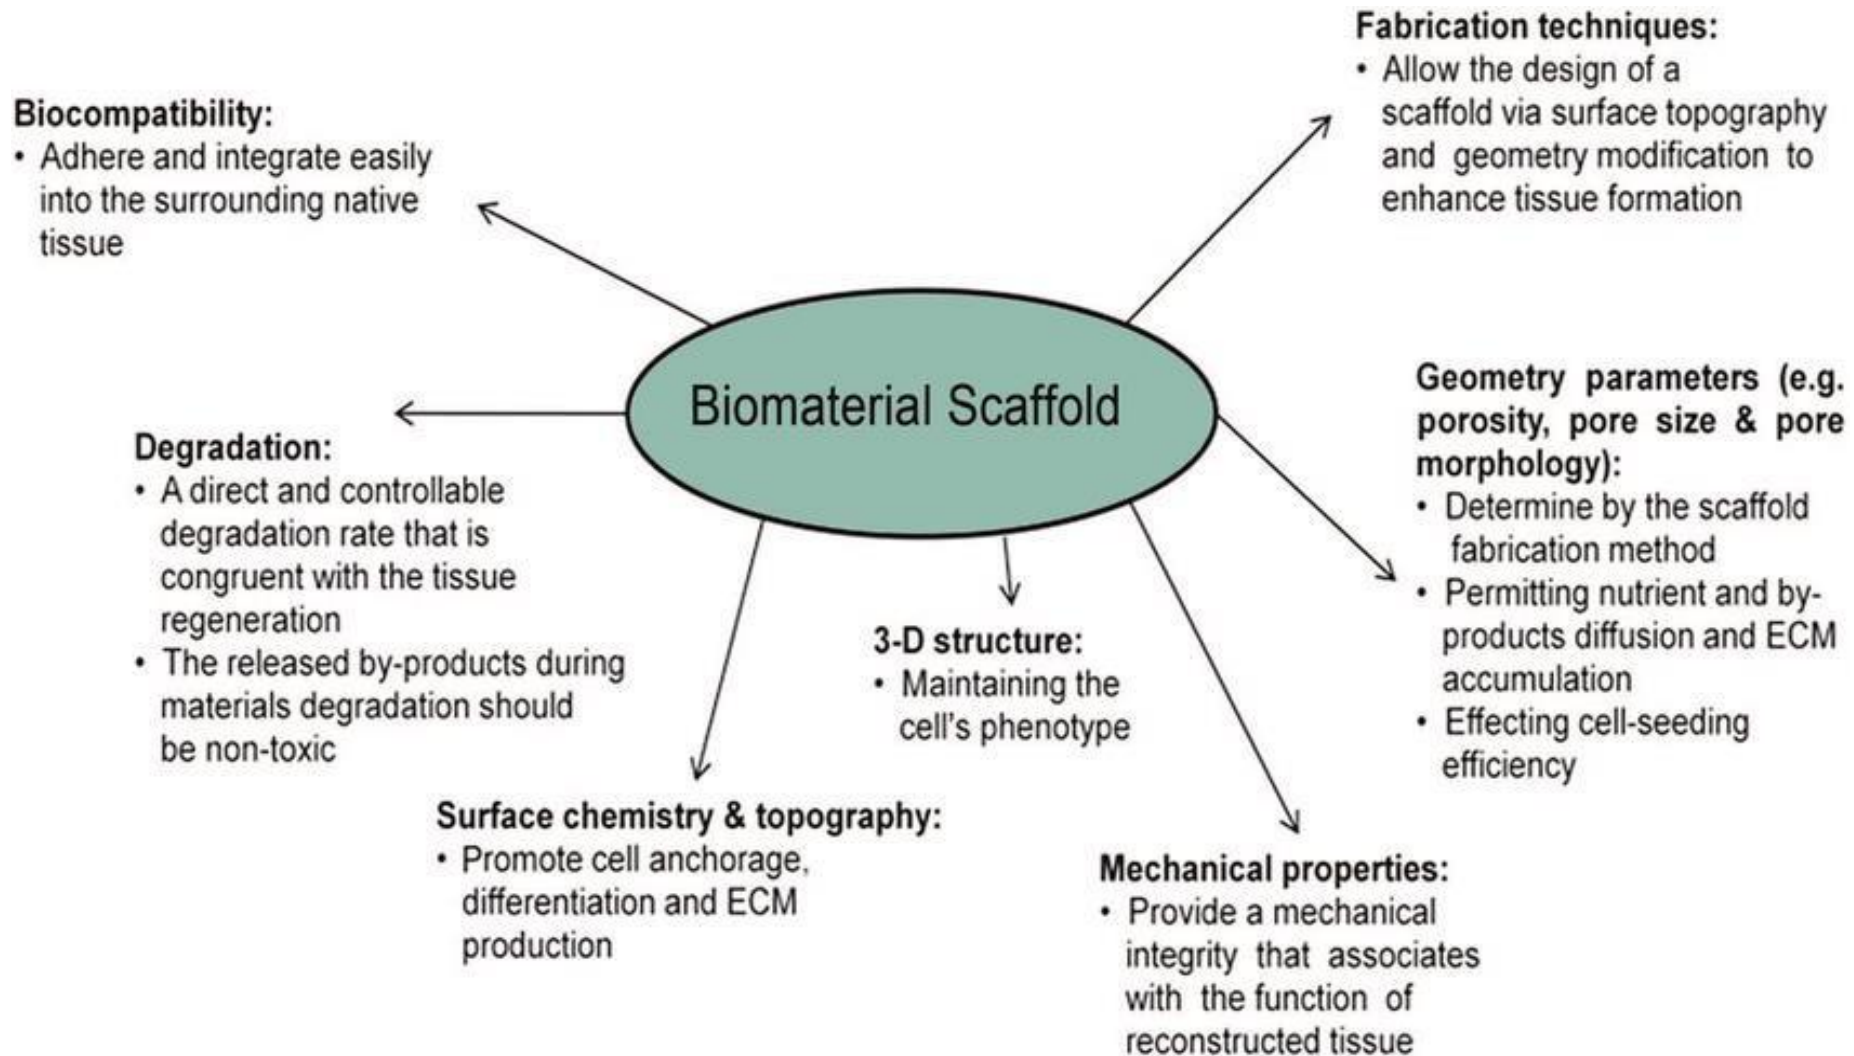 Fabrication techniques:
• Allow the design of a
scaffold via surface topography
and geometry modification to
enhance tissue formation
Biocompatibility:
• Adhere and integrate easily
into the surrounding native
tissue
Biomaterial Scaffold
Geometry parameters (e.g.
porosity, pore size & pore
morphology):
• Determine by the scaffold
fabrication method
• Permitting nutrient and by-
products diffusion and ECM
accumulation
• Effecting cell-seeding
efficiency
Degradation:
• A direct and controllable
degradation rate that is
congruent with the tissue
regeneration
• The released by-products during
materials degradation should
be non-toxic
3-D structure:
• Maintaining the
cell's phenotype
Surface chemistry & topography:
• Promote cell anchorage,
differentiation and ECM
production
Mechanical properties:
• Provide a mechanical
integrity that associates
with the function of
reconstructed tissue